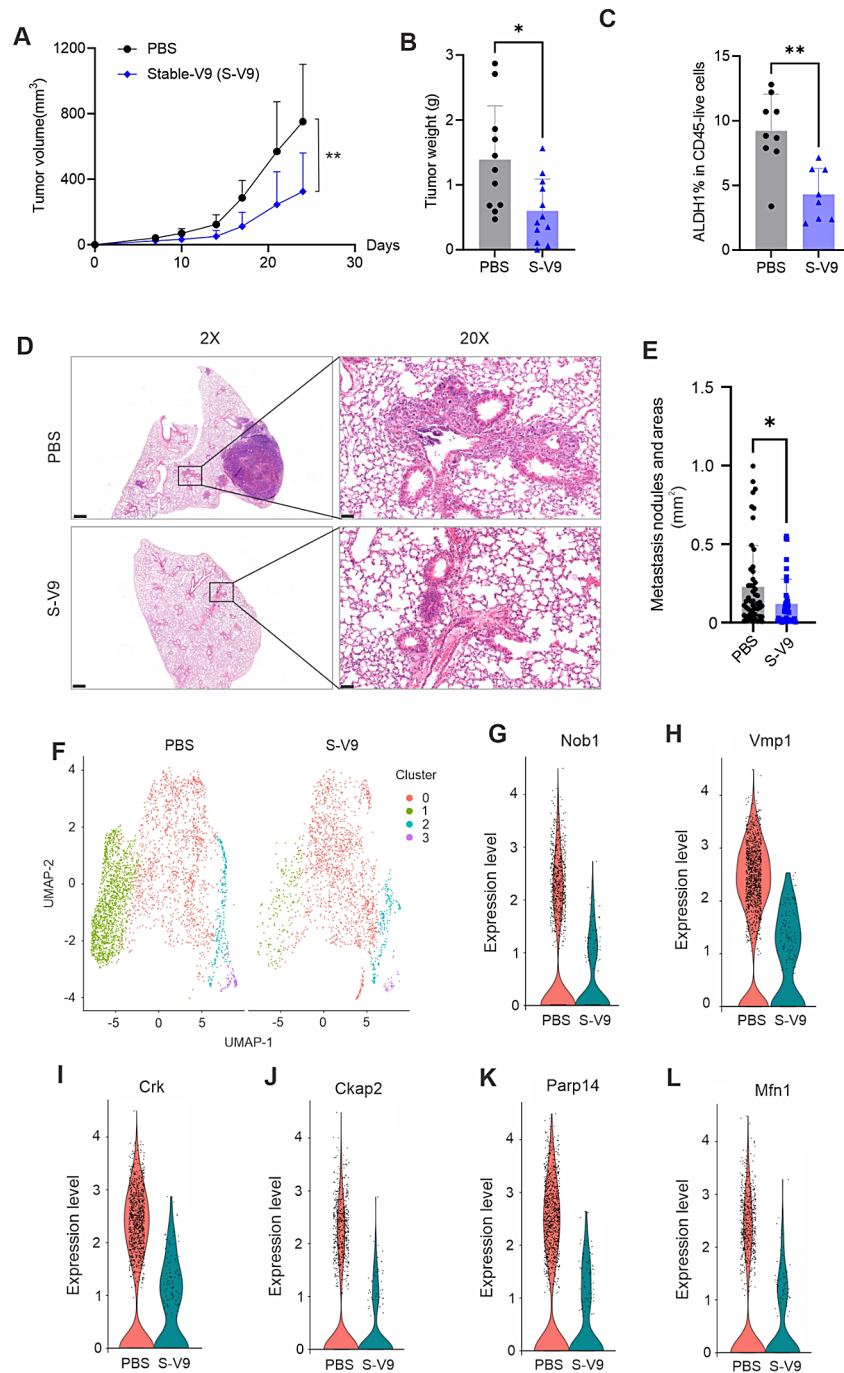 A
PBS
Stable-V9 (S-V9)
Tumor volume(mm³)
1200
800
400
0
0
10
20
30
Days
**
B
Tiumor weight (g)
3
2
1
0
*
PBS
S-V9
C
ALDH1% in CD45-live cells
15
10
5
0
**
PBS
S-V9
D
2X
20X
PBS
S-V9
E
Metastasis nodules and areas
(mm²)
1.5
1.0
0.5
0
*
PBS
S-V9
F
PBS
S-V9
Cluster
0
1
2
3
UMAP-2
4
2
0
-2
-4
-5
0
5
-5
0
5
UMAP-1
G
Nob1
Expression level
4
3
2
1
0
PBS
S-V9
H
Vmp1
Expression level
4
3
2
1
0
PBS
S-V9
I
Crk
Expression level
4
3
2
1
0
PBS
S-V9
J
Ckap2
Expression level
4
3
2
1
0
PBS
S-V9
K
Parp14
Expression level
4
3
2
1
0
PBS
S-V9
L
Mfn1
Expression level
4
3
2
1
0
PBS
S-V9